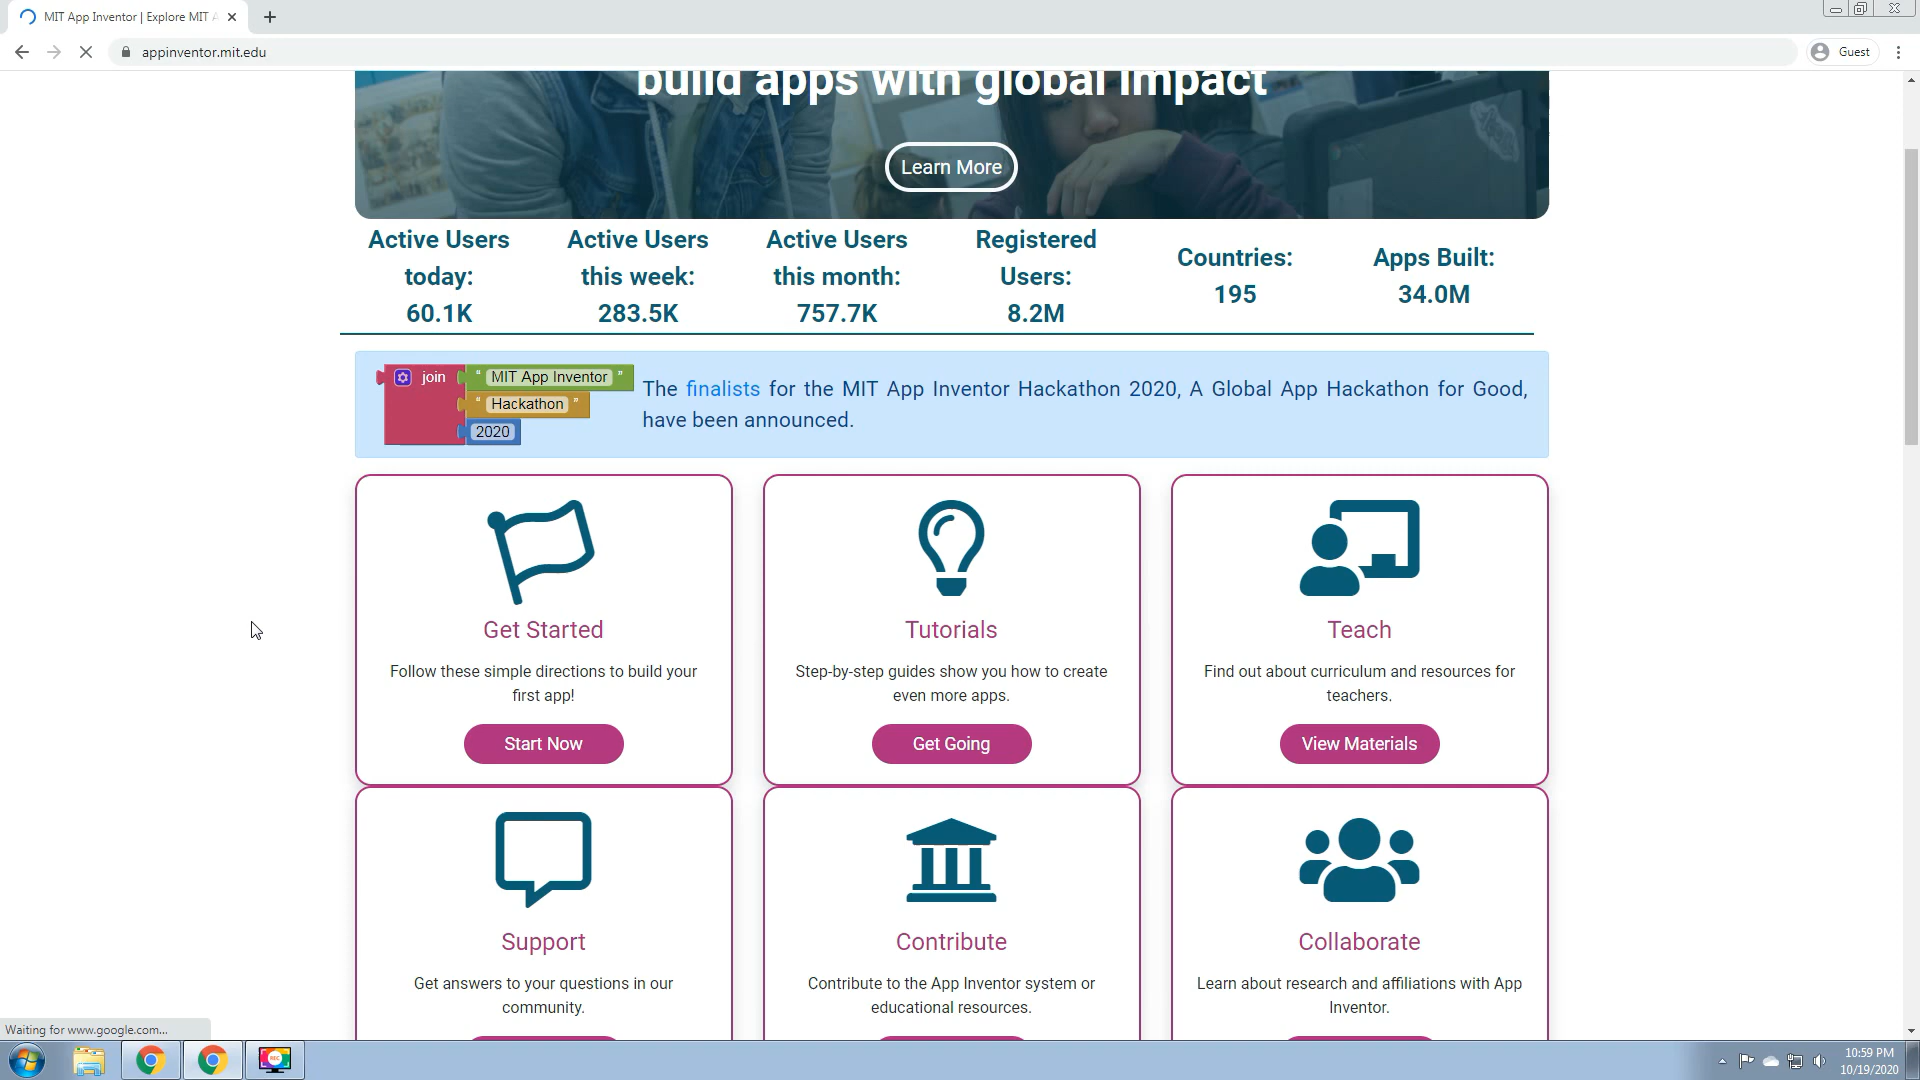 MIT App Inventor | Explore MIT A
appinventor.mit.edu
Guest
build apps with global impact
Learn More
Active Users today: 60.1K
Active Users this week: 283.5K
Active Users this month: 757.7K
Registered Users: 8.2M
Countries: 195
Apps Built: 34.0M
join " MIT App Inventor "
" Hackathon "
2020
The finalists for the MIT App Inventor Hackathon 2020, A Global App Hackathon for Good,
have been announced.
Get Started
Follow these simple directions to build your
first app!
Start Now
Tutorials
Step-by-step guides show you how to create
even more apps.
Get Going
Teach
Find out about curriculum and resources for
teachers.
View Materials
Support
Get answers to your questions in our
community.
Contribute
Contribute to the App Inventor system or
educational resources.
Collaborate
Learn about research and affiliations with App
Inventor.
Waiting for www.google.com...
REC
10:59 PM
10/19/2020